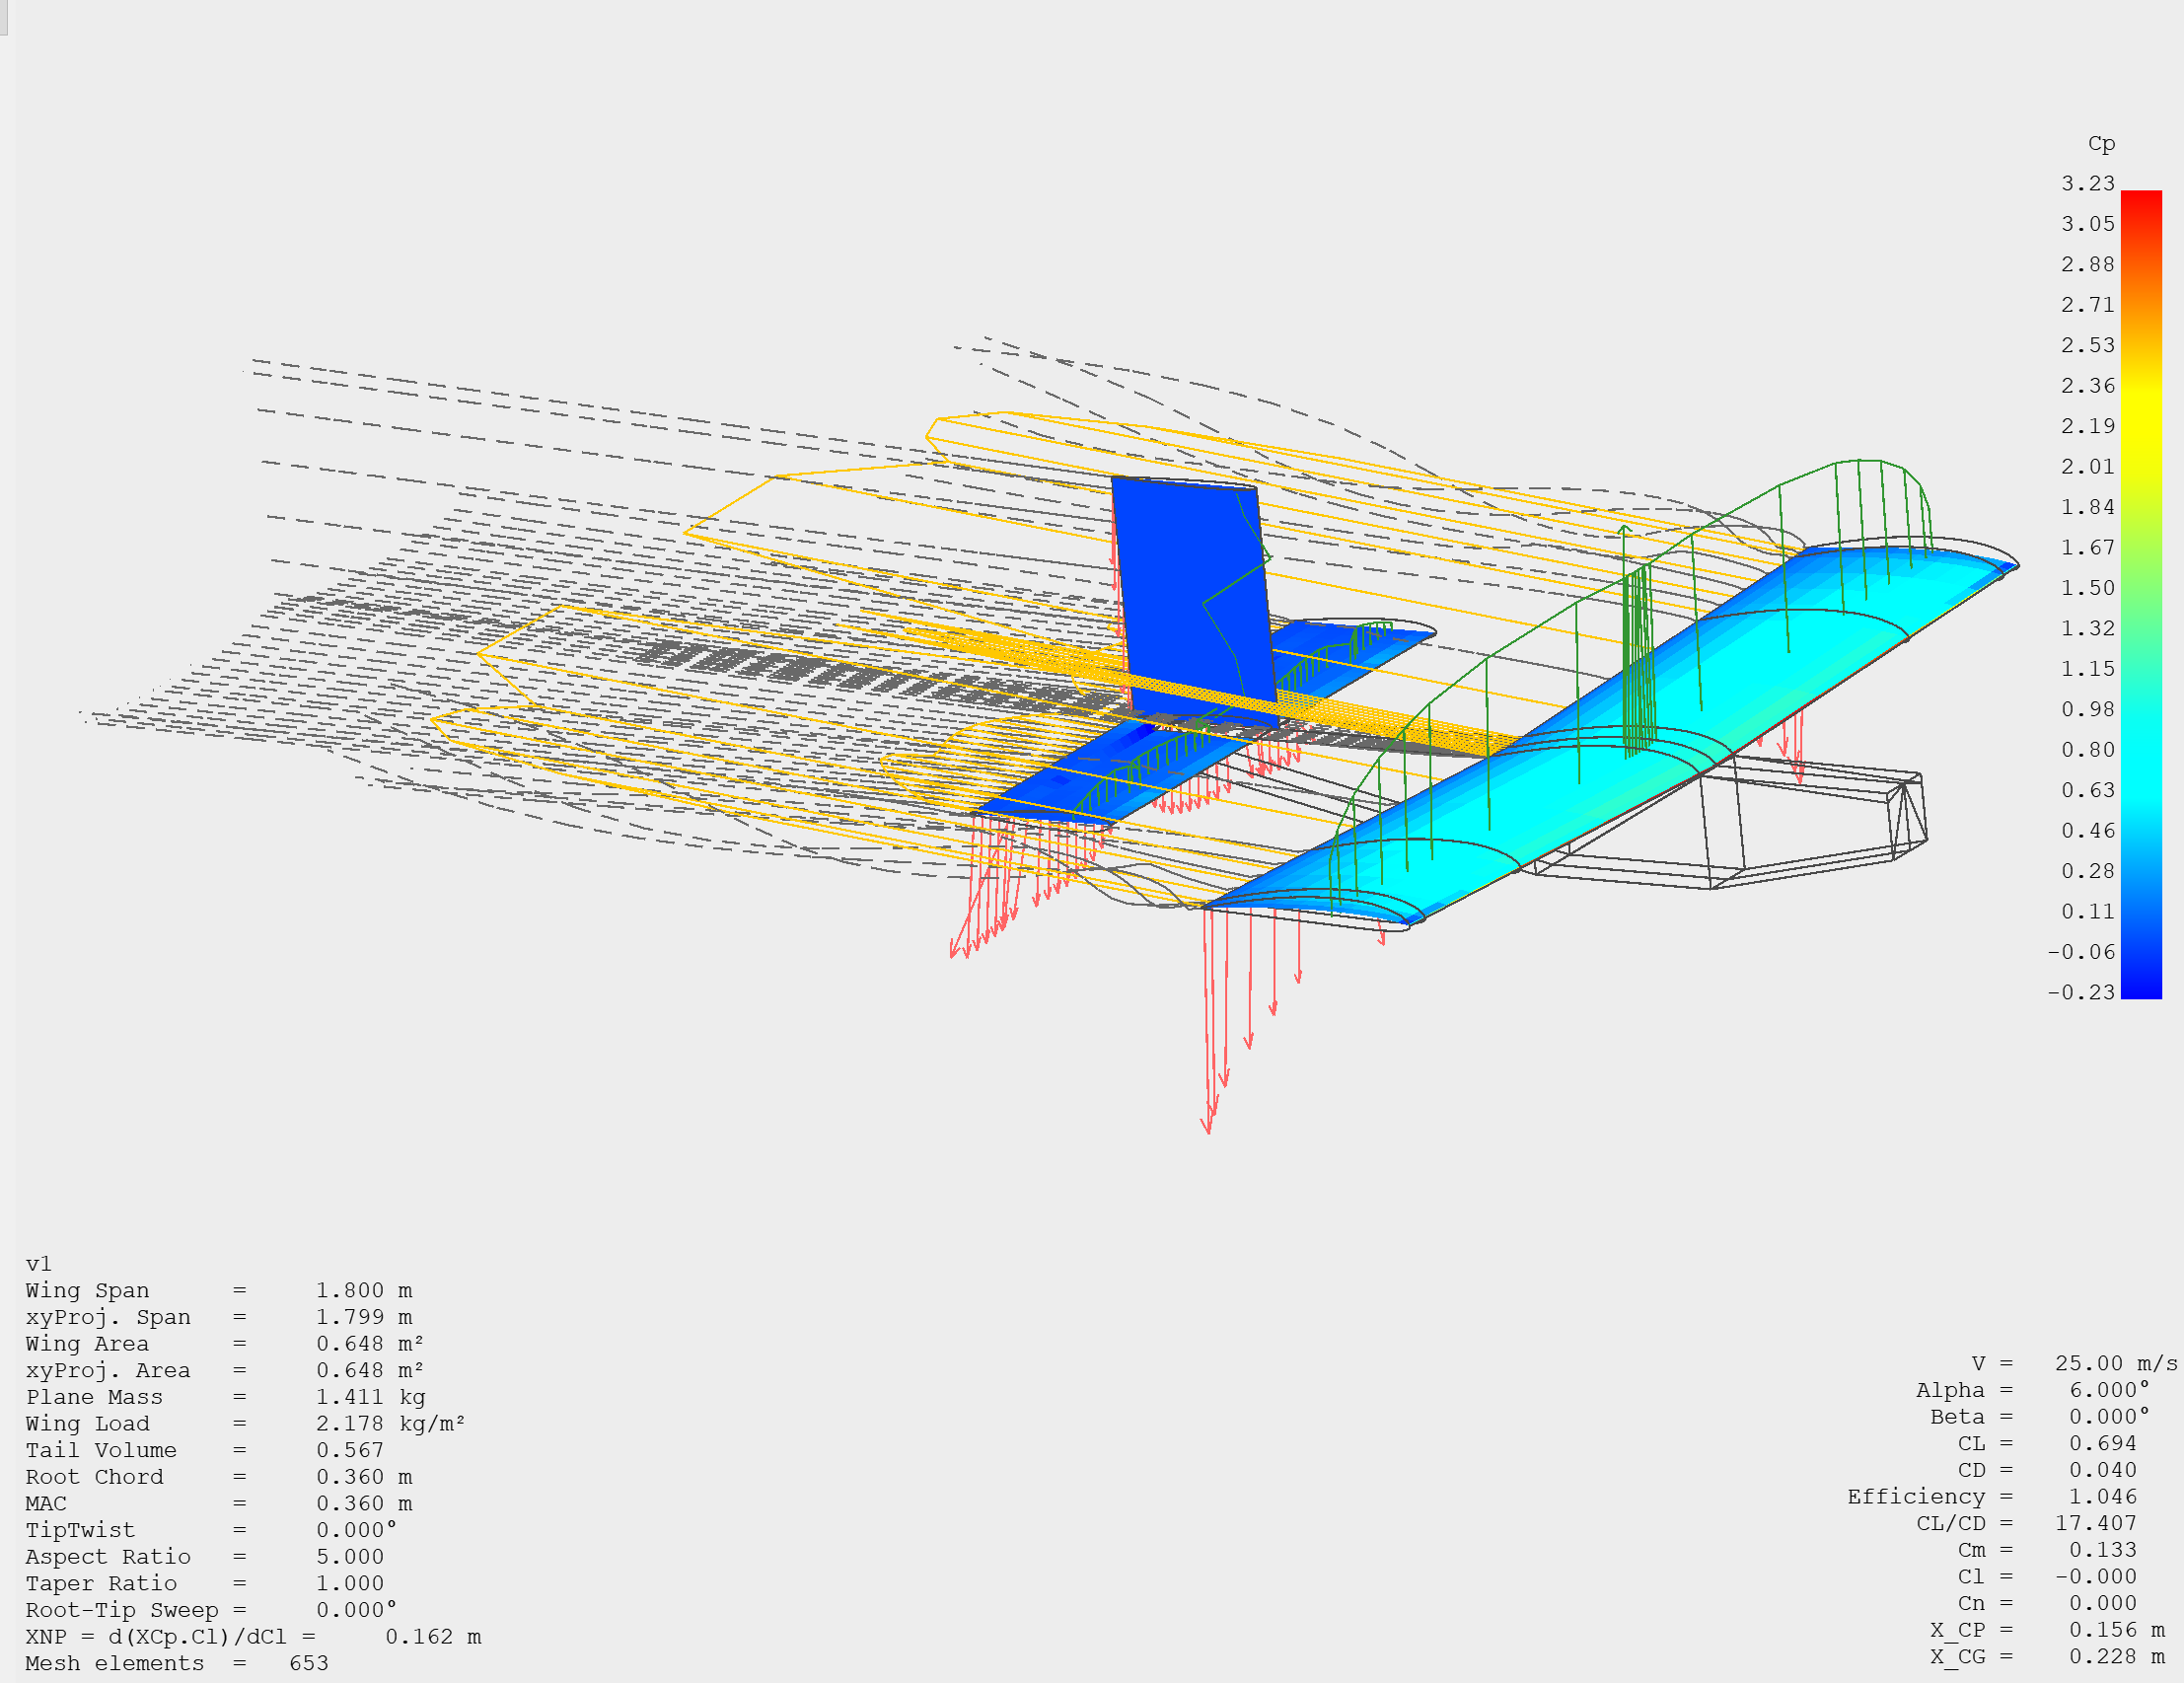 Cp
3.23
3.05
2.88
2.71
2.53
2.36
2.19
2.01
1.84
1.67
1.50
1.32
1.15
0.98
0.80
0.63
0.46
0.28
0.11
-0.06
-0.23
v1
Wing Span = 1.800 m
xyProj. Span = 1.799 m
Wing Area = 0.648 m²
xyProj. Area = 0.648 m²
Plane Mass = 1.411 kg
Wing Load = 2.178 kg/m²
Tail Volume = 0.567
Root Chord = 0.360 m
MAC = 0.360 m
TipTwist = 0.000°
Aspect Ratio = 5.000
Taper Ratio = 1.000
Root-Tip Sweep = 0.000°
XNP = d(XCp.Cl)/dCl = 0.162 m
Mesh elements = 653
V = 25.00 m/s
Alpha = 6.000°
Beta = 0.000°
CL = 0.694
CD = 0.040
Efficiency = 1.046
CL/CD = 17.407
Cm = 0.133
Cl = -0.000
Cn = 0.000
X_CP = 0.156 m
X_CG = 0.228 m